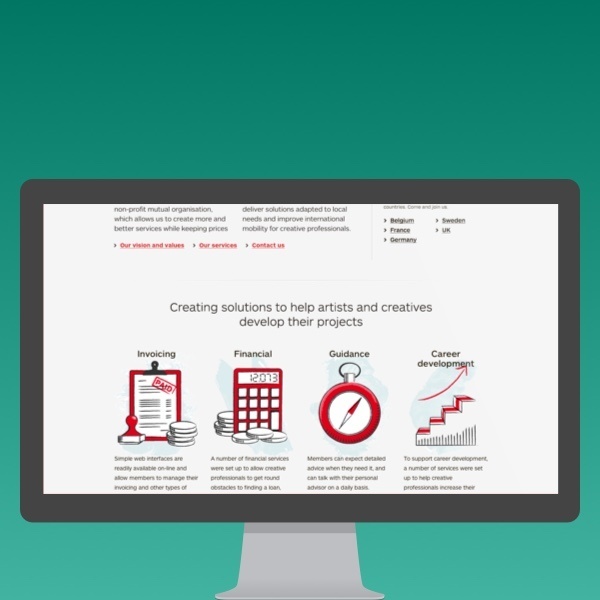 non-profit mutual organisation,
which allows us to create more and
better services while keeping prices
deliver solutions adapted to local
needs and improve international
mobility for creative professionals.
countries. Come and join us.
Belgium
France
Germany
Sweden
UK
Our vision and values
Our services
Contact us
Creating solutions to help artists and creatives
develop their projects
Invoicing
PAID
Simple web interfaces are
readily available on-line and
allow members to manage their
invoicing and other types of
Financial
12073
A number of financial services
were set up to allow creative
professionals to get round
obstacles to finding a loan,
Guidance
Members can expect detailed
advice when they need it, and
can talk with their personal
advisor on a daily basis.
Career
development
To support career development,
a number of services were set
up to help creative
professionals increase their